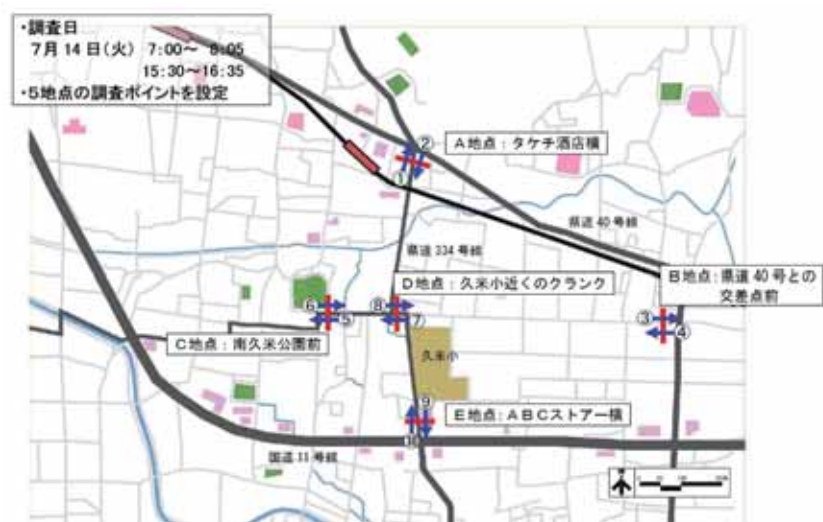 ・調査日
7月14日(火) 7:00～ 8:05
15:30～16:35
・5地点の調査ポイントを設定
②
A地点:タケチ酒店横
①
県道40号線
県道334号線
B地点:県道40号との
交差点前
D地点:久米小近くのクランク
⑥
⑧
⑤
⑦
③
④
C地点:南久米公園前
久米小
⑨
E地点:ABCストアー横
⑩
国道11号線